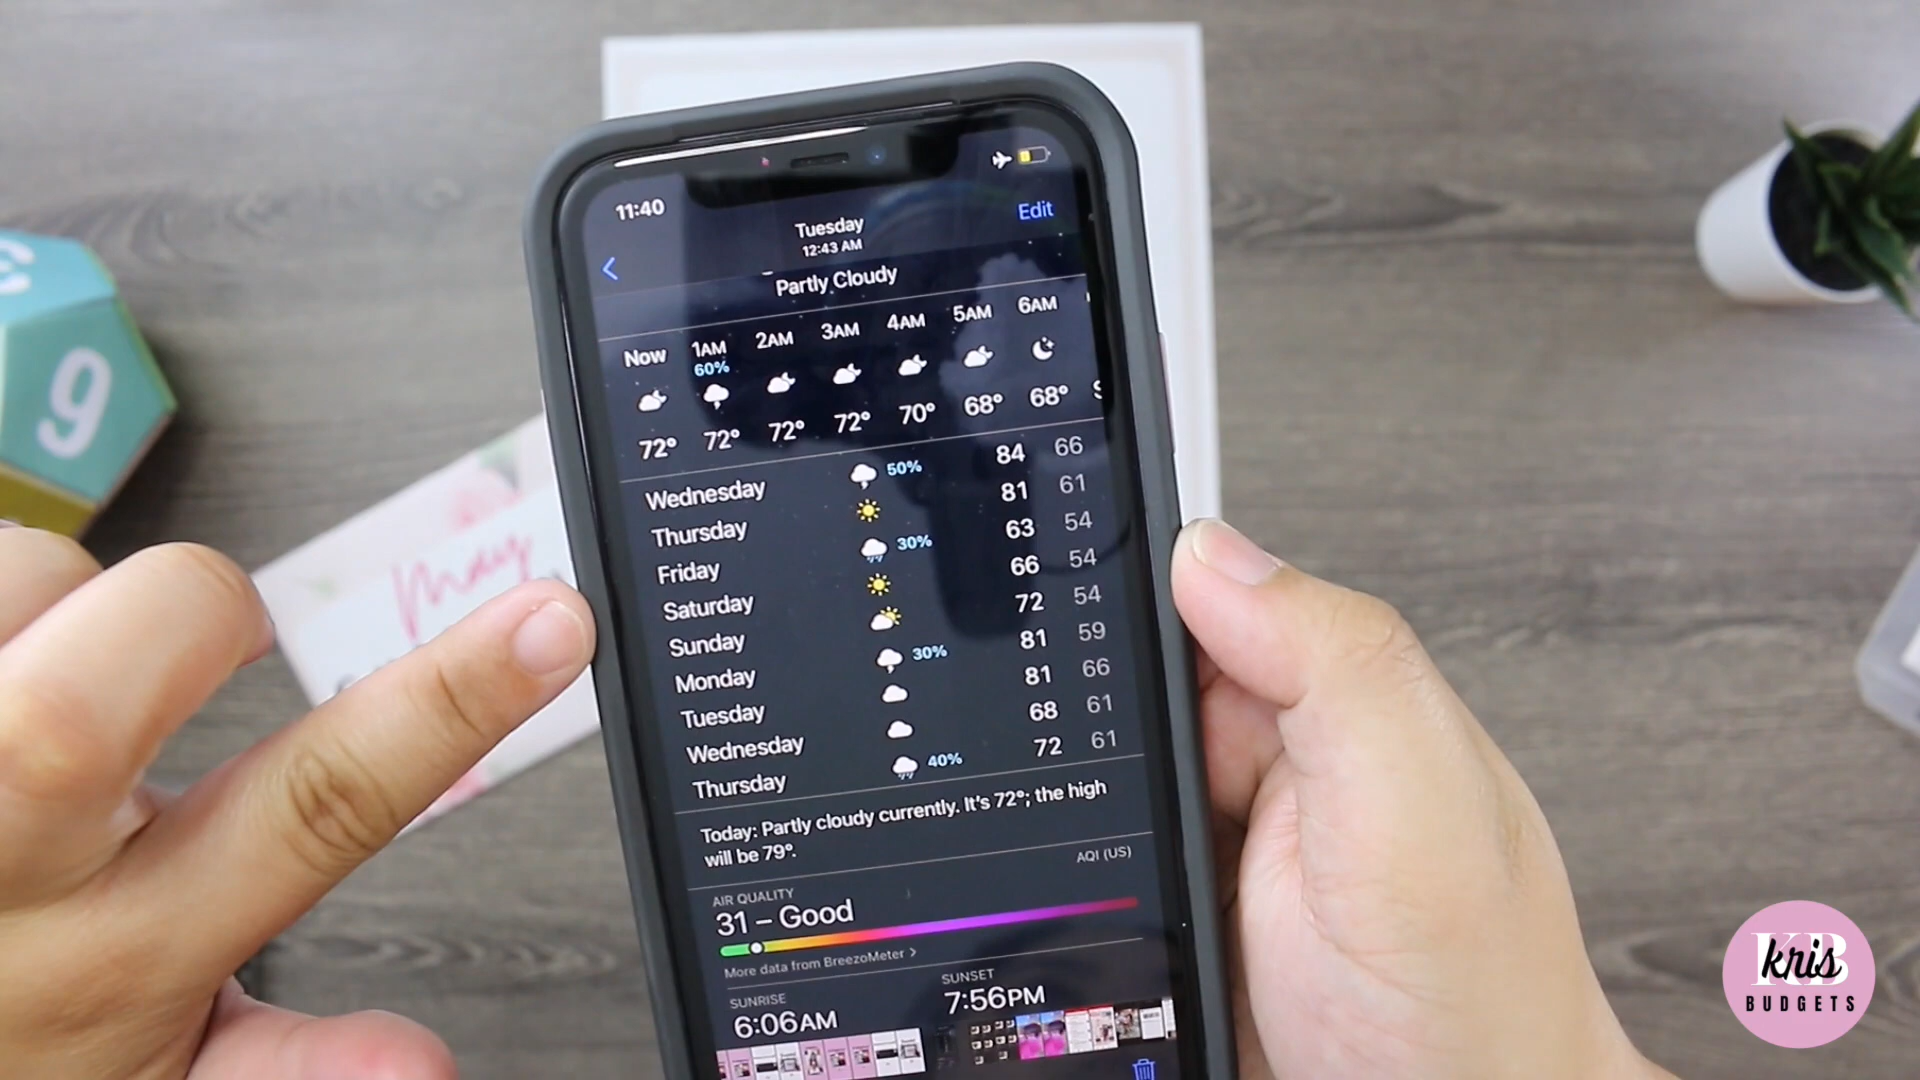 11:40
Tuesday
12:43 AM
Edit
Partly Cloudy
Now 1AM 2AM 3AM 4AM 5AM 6AM
60%
72° 72° 72° 72° 70° 68° 68°
Wednesday 50% 84 66
Thursday 81 61
Friday 30% 63 54
Saturday 66 54
Sunday 72 54
Monday 30% 81 59
Tuesday 81 66
Wednesday 68 61
Thursday 40% 72 61
Today: Partly cloudy currently. It's 72°; the high
will be 79°.
AIR QUALITY AQI (US)
31 – Good
More data from BreezoMeter >
SUNRISE SUNSET
6:06AM 7:56PM
May
9
3
KB
kris
BUDGETS